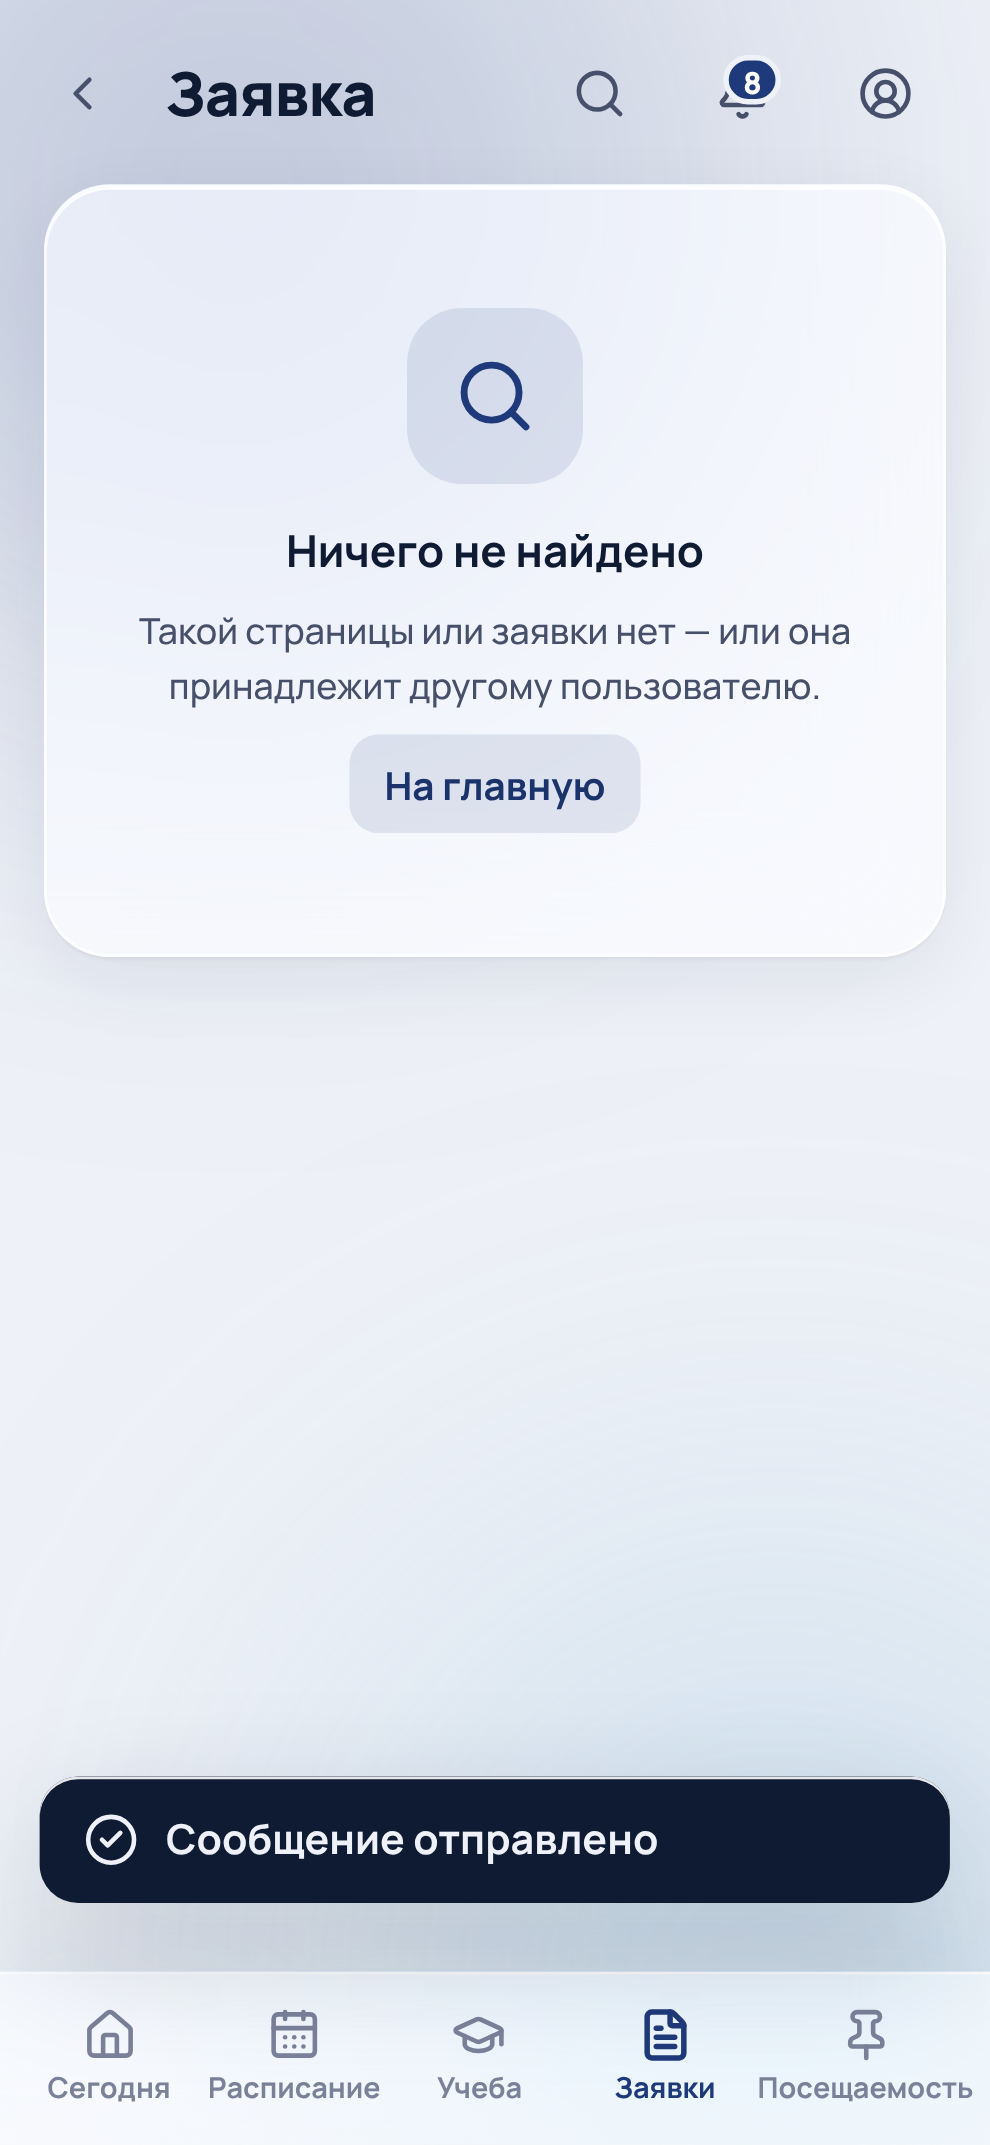 Заявка
8
Ничего не найдено
Такой страницы или заявки нет — или она
принадлежит другому пользователю.
На главную
Сообщение отправлено
Сегодня
Расписание
Учеба
Заявки
Посещаемость